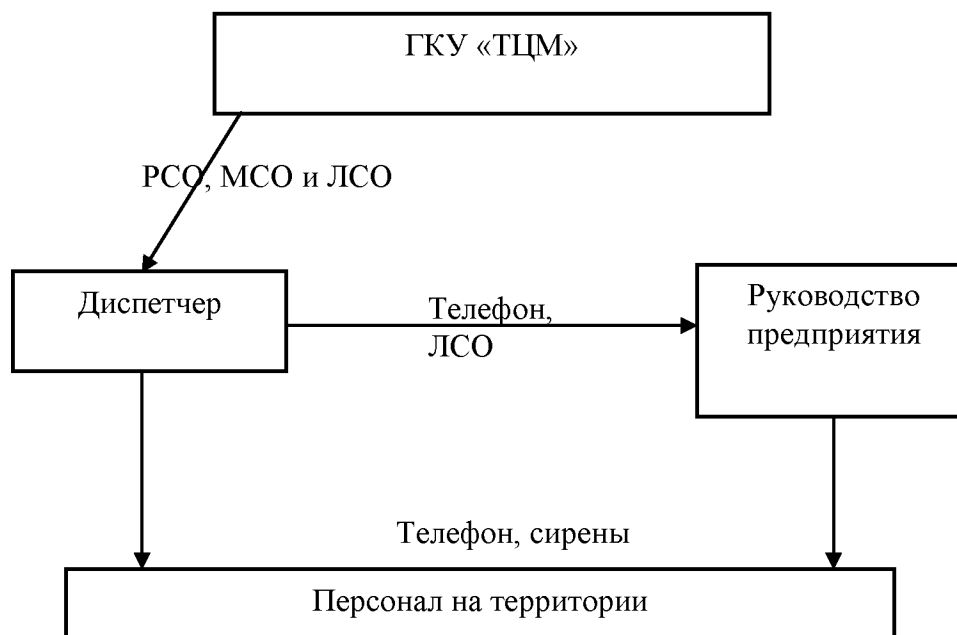 ГКУ «ТЦМ»
РСО, МСО и ЛСО
Диспетчер
Телефон,
ЛСО
Руководство
предприятия
Телефон, сирены
Персонал на территории